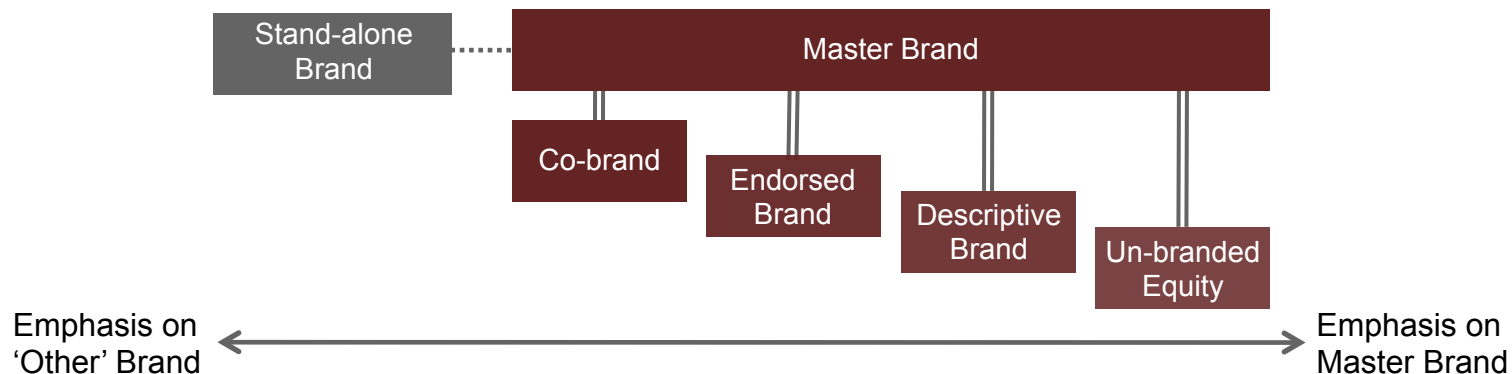 Stand-alone
Brand
Master Brand
Co-brand
Endorsed
Brand
Descriptive
Brand
Un-branded
Equity
Emphasis on
‘Other’ Brand
Emphasis on
Master Brand